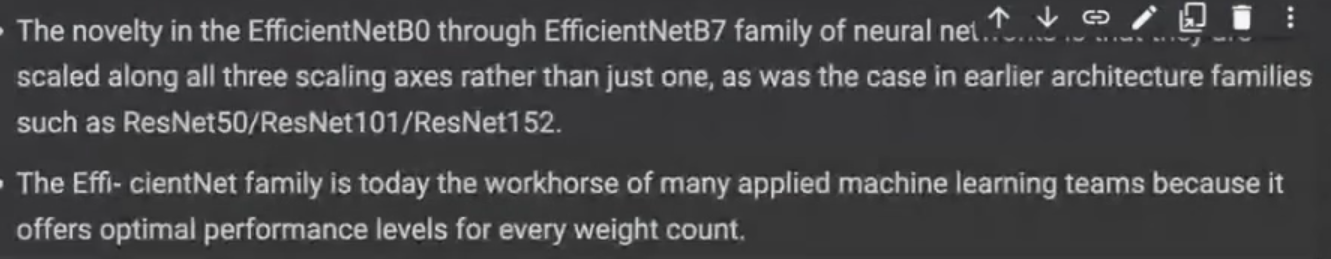 • The novelty in the EfficientNetB0 through EfficientNetB7 family of neural
scaled along all three scaling axes rather than just one, as was the case in earlier architecture families
such as ResNet50/ResNet101/ResNet152.
• The Effi- cientNet family is today the workhorse of many applied machine learning teams because it
offers optimal performance levels for every weight count.